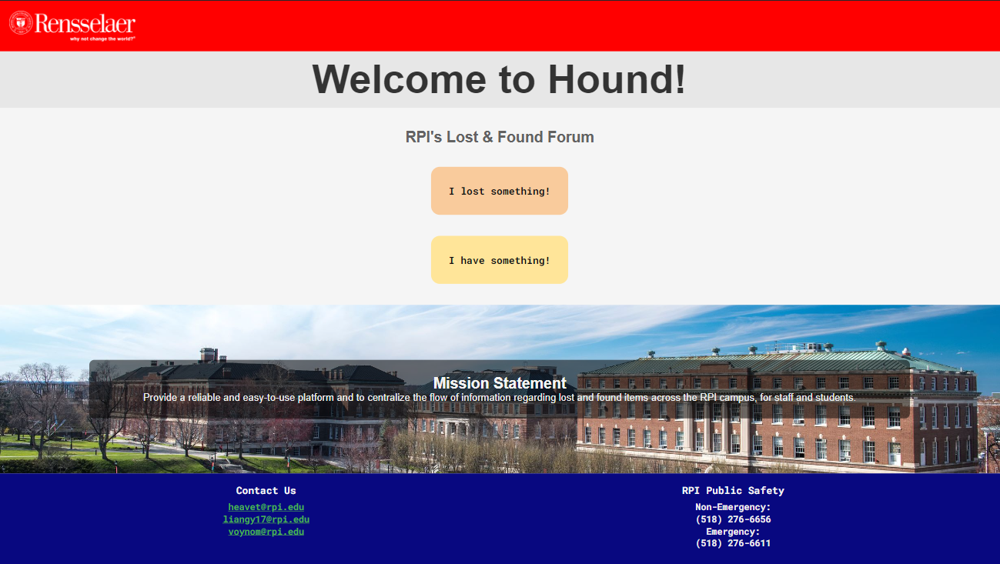 Rensselaer
why not change the world?®
Welcome to Hound!
RPI's Lost & Found Forum
I lost something!
I have something!
Mission Statement
Provide a reliable and easy-to-use platform and to centralize the flow of information regarding lost and found items across the RPI campus, for staff and students.
Contact Us
heavet@rpi.edu
liangy17@rpi.edu
voynom@rpi.edu
RPI Public Safety
Non-Emergency:
(518) 276-6656
Emergency:
(518) 276-6611